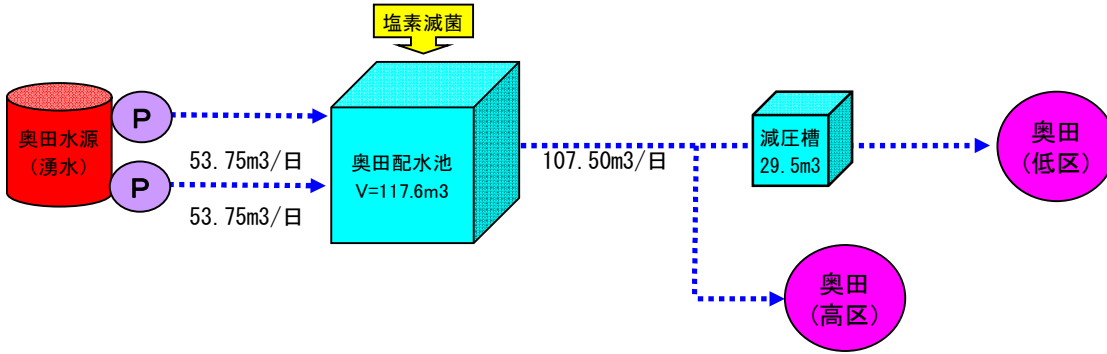 塩素滅菌
奥田水源
(湧水)
P
P
53.75m3/日
53.75m3/日
奥田配水池
V=117.6m3
107.50m3/日
減圧槽
29.5m3
奥田
(低区)
奥田
(高区)